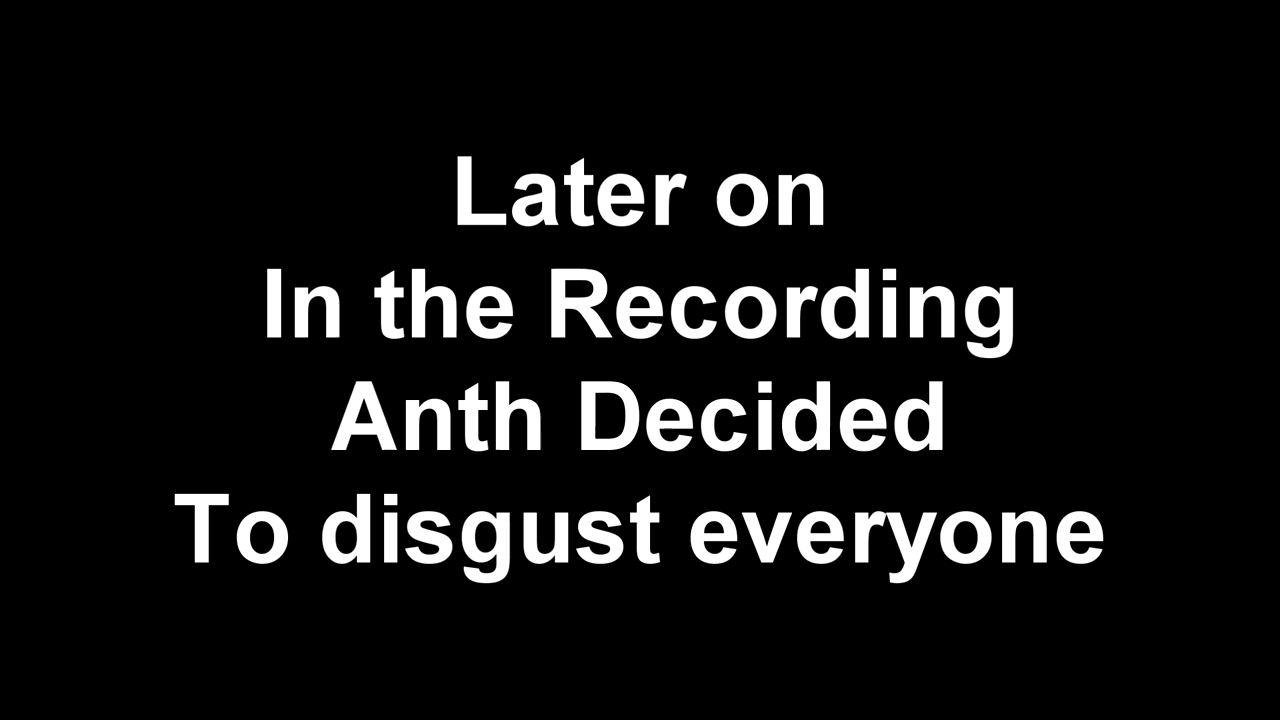 Later on
In the Recording
Anth Decided
To disgust everyone